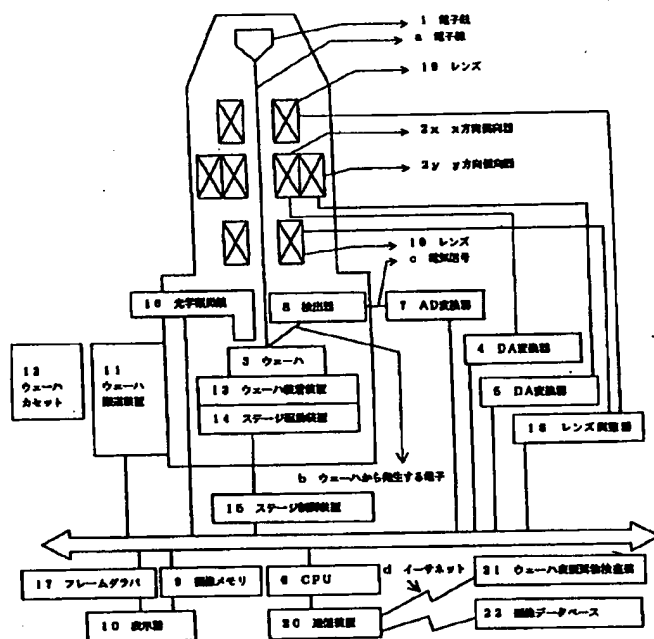 1 電子銃
a 電子線
19 レンズ
2x x方向偏向器
2y y方向偏向器
19 レンズ
c 電気信号
16 光学顕微鏡
8 検出器
7 AD変換器
3 ウェーハ
4 DA変換器
12
ウェーハ
カセット
11
ウェーハ
搬送装置
13 ウェーハ装着装置
5 DA変換器
14 ステージ駆動装置
18 レンズ調整器
b ウェーハから発生する電子
15 ステージ制御装置
17 フレームグラバ
9 画像メモリ
6 CPU
d イーサネット
21 ウェーハ表面異物検査装置
10 表示器
20 通信装置
22 画像データベース